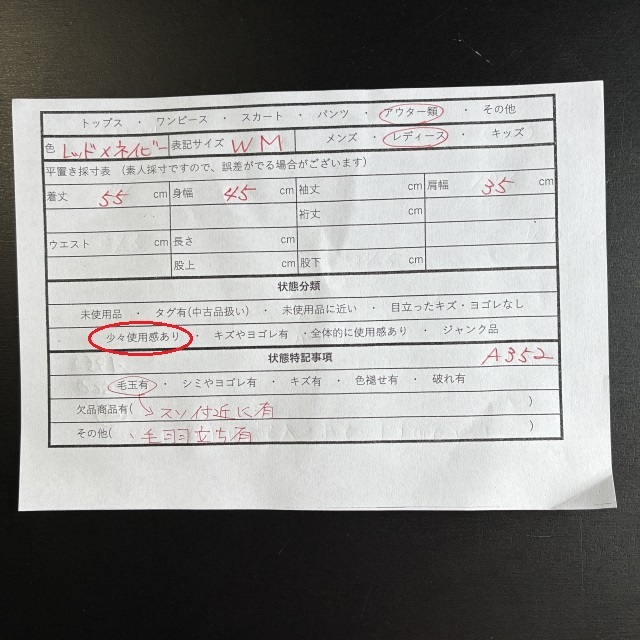 トップス ・ ワンピース ・ スカート ・ パンツ ・ アウター類 ・ その他
色 レッド×ネイビー 表記サイズ WM メンズ ・ レディース ・ キッズ
平置き採寸表 （素人採寸ですので、誤差がでる場合がございます）
着丈 55 cm 身幅 45 cm 袖丈 cm 肩幅 35 cm
裄丈 cm
ウエスト cm 長さ cm
股上 cm 股下 cm
状態分類
未使用品 ・ タグ有(中古品扱い) ・ 未使用品に近い ・ 目立ったキズ・ヨゴレなし
少々使用感あり ・ キズやヨゴレ有 ・全体的に使用感あり ・ ジャンク品
状態特記事項 A352
毛玉有 ・ シミやヨゴレ有 ・ キズ有 ・ 色褪せ有 ・ 破れ有
欠品商品有( スソ付近に有 )
その他( 毛羽立ち有 )